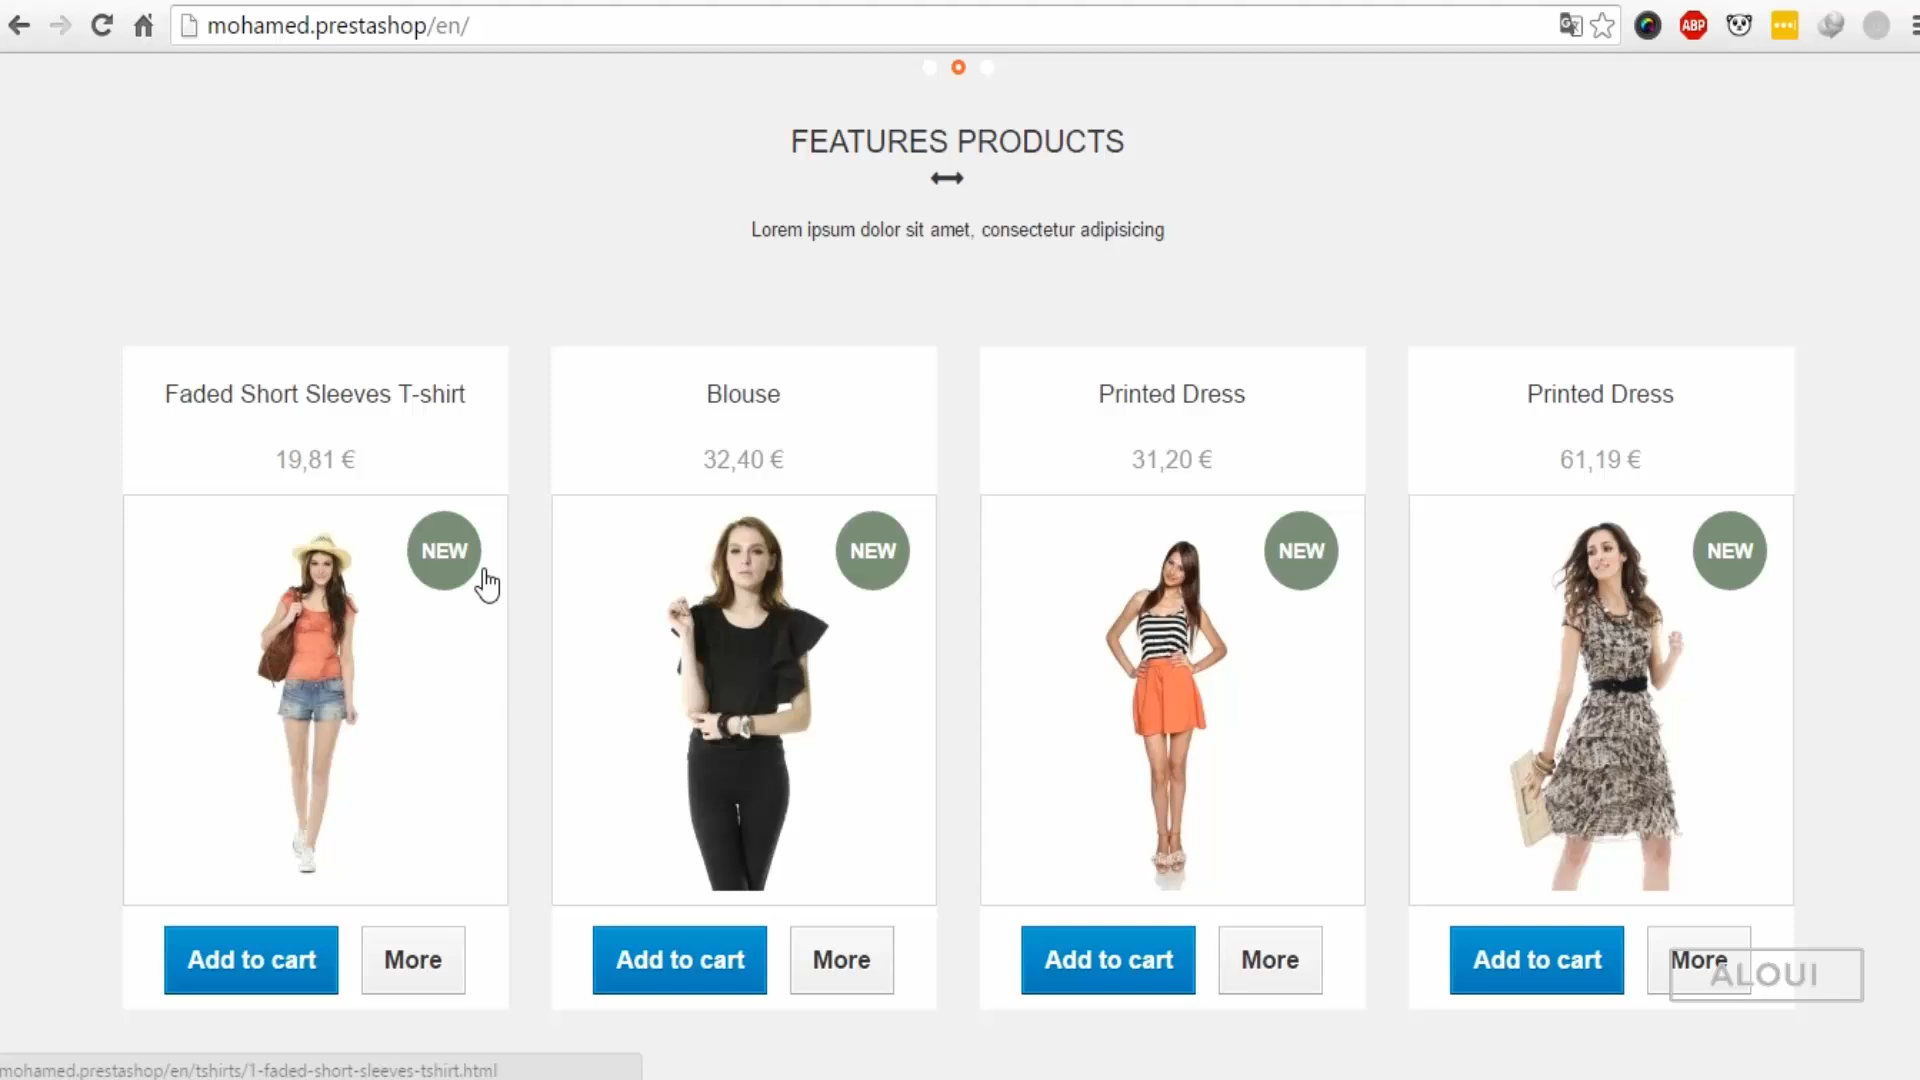 mohamed.prestashop/en/
ABP
FEATURES PRODUCTS
Lorem ipsum dolor sit amet, consectetur adipisicing
Faded Short Sleeves T-shirt
19,81 €
NEW
Add to cart
More
Blouse
32,40 €
NEW
Add to cart
More
Printed Dress
31,20 €
NEW
Add to cart
More
Printed Dress
61,19 €
NEW
Add to cart
More
ALOUI
mohamed.prestashop/en/tshirts/1-faded-short-sleeves-tshirt.html